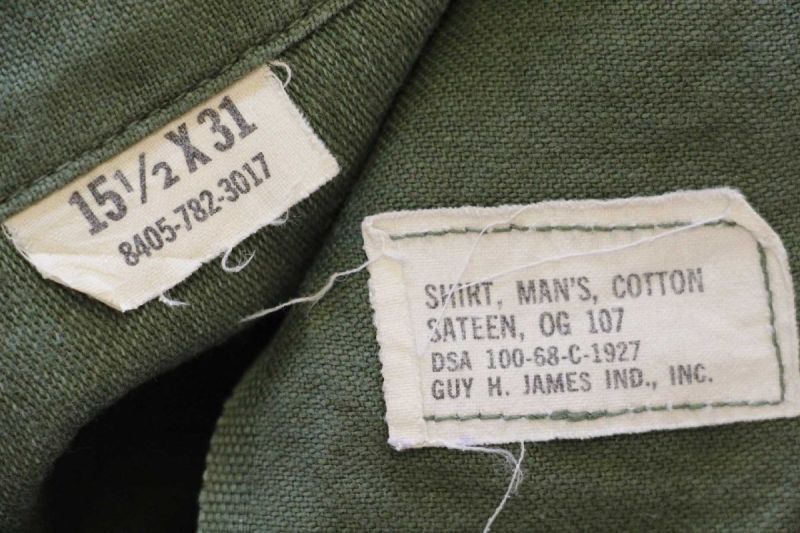 15 1/2 X 31
8405-782-3017
SHIRT, MAN'S, COTTON
SATEEN, OG 107
DSA 100-68-C-1927
GUY H. JAMES IND., INC.